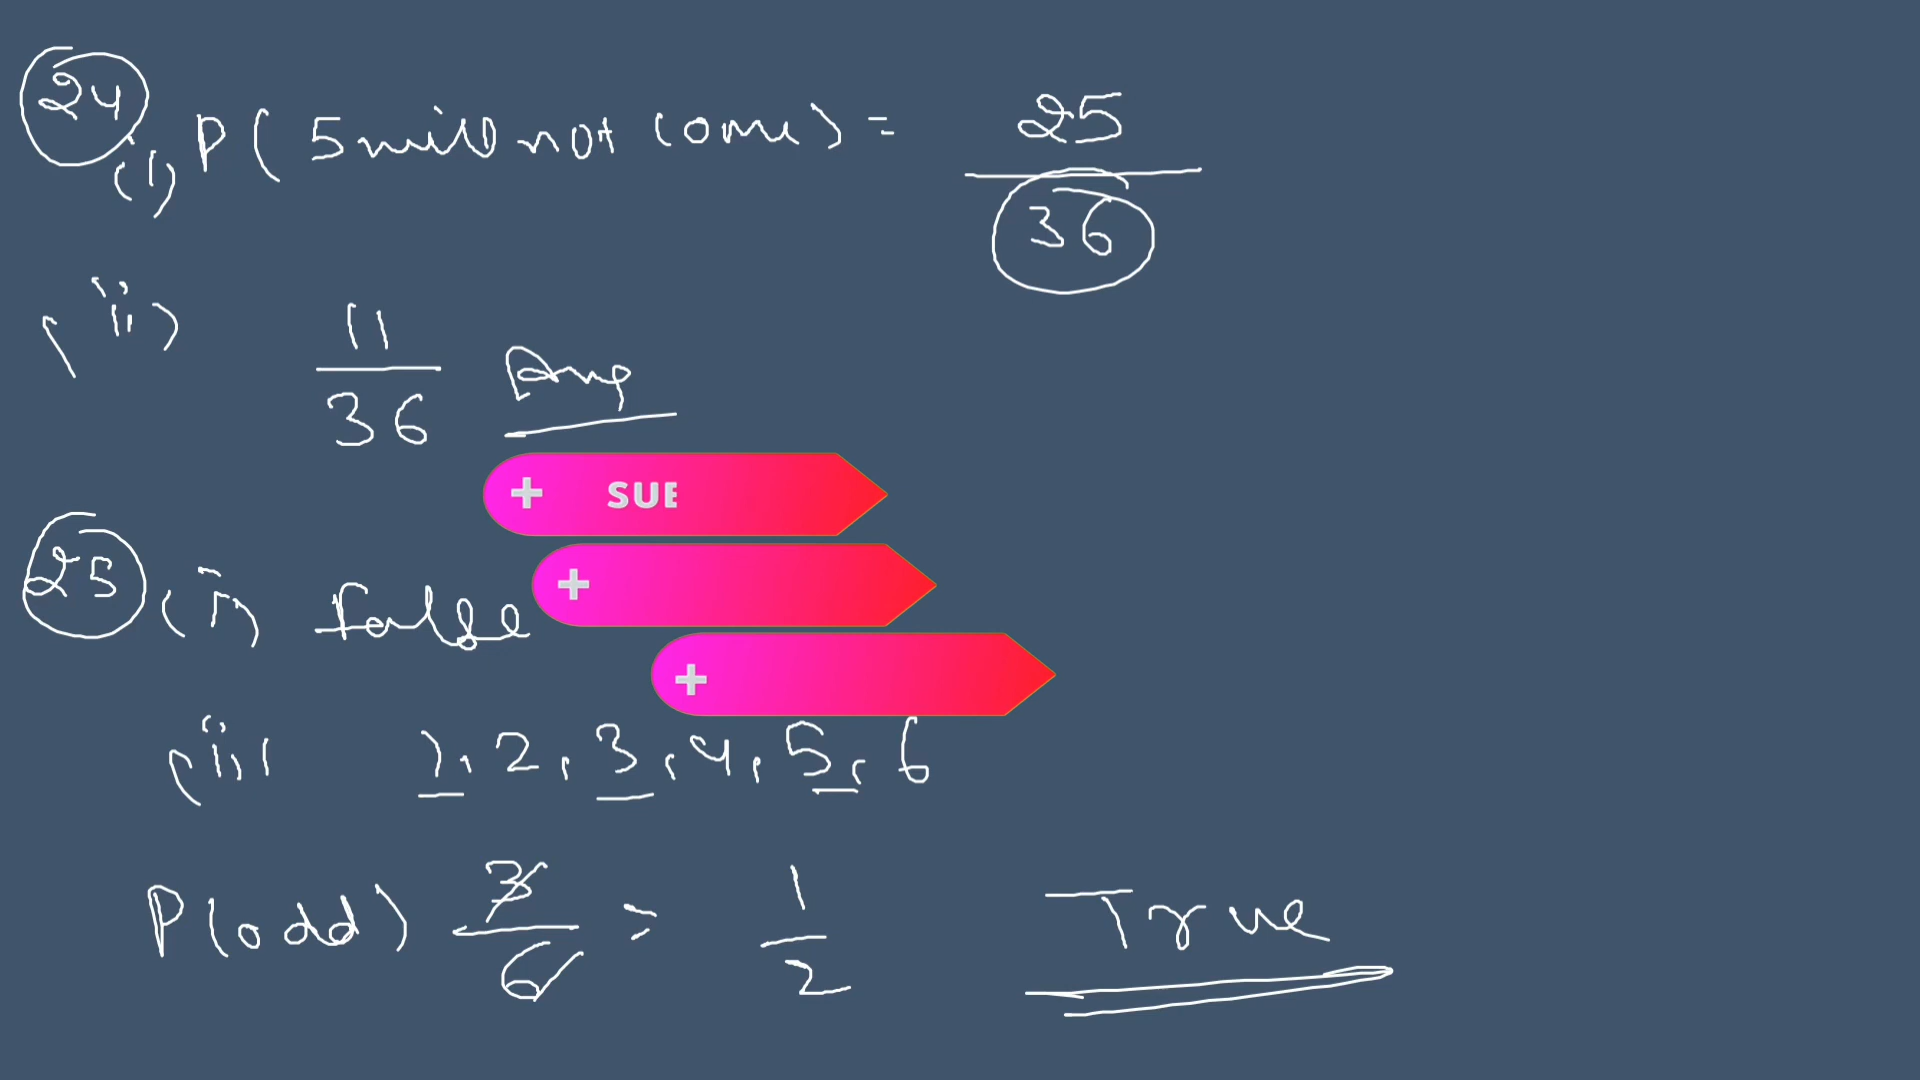 24
(i) P ( 5 will not come ) = 25/36
(ii) 11/36 Ans
+ SUB
+
25 (i) false
+
(ii) 1, 2, 3, 4, 5, 6
P(odd) 3/6 = 1/2 True